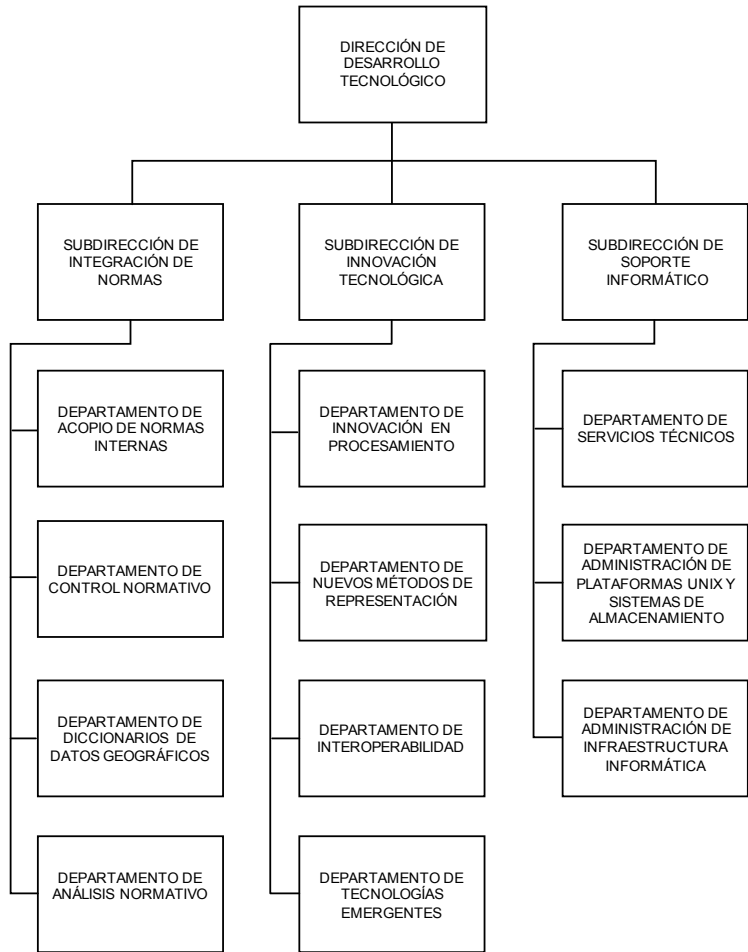 DIRECCIÓN DE
DESARROLLO
TECNOLÓGICO
SUBDIRECCIÓN DE
INTEGRACIÓN DE
NORMAS
SUBDIRECCIÓN DE
INNOVACIÓN
TECNOLÓGICA
SUBDIRECCIÓN DE
SOPORTE
INFORMÁTICO
DEPARTAMENTO DE
ACOPIO DE NORMAS
INTERNAS
DEPARTAMENTO DE
CONTROL NORMATIVO
DEPARTAMENTO DE
DICCIONARIOS DE
DATOS GEOGRÁFICOS
DEPARTAMENTO DE
ANÁLISIS NORMATIVO
DEPARTAMENTO DE
INNOVACIÓN EN
PROCESAMIENTO
DEPARTAMENTO DE
NUEVOS MÉTODOS DE
REPRESENTACIÓN
DEPARTAMENTO DE
INTEROPERABILIDAD
DEPARTAMENTO DE
TECNOLOGÍAS
EMERGENTES
DEPARTAMENTO DE
SERVICIOS TÉCNICOS
DEPARTAMENTO DE
ADMINISTRACIÓN DE
PLATAFORMAS UNIX Y
SISTEMAS DE
ALMACENAMIENTO
DEPARTAMENTO DE
ADMINISTRACIÓN DE
INFRAESTRUCTURA
INFORMÁTICA